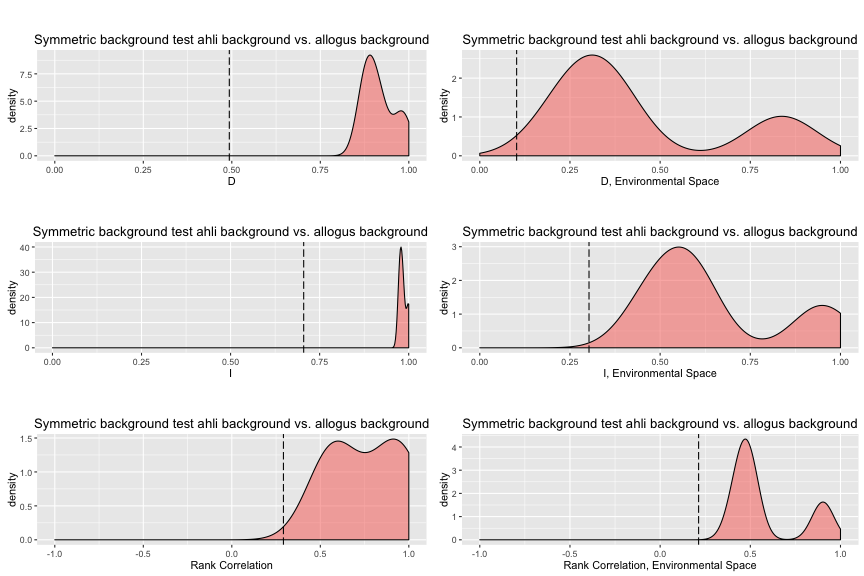 Symmetric background test ahli background vs. allogus background
density
7.5
5.0
2.5
0.0
0.00 0.25 0.50 0.75 1.00
D
Symmetric background test ahli background vs. allogus background
density
2
1
0
0.00 0.25 0.50 0.75 1.00
D, Environmental Space
Symmetric background test ahli background vs. allogus background
density
40
30
20
10
0
0.00 0.25 0.50 0.75 1.00
I
Symmetric background test ahli background vs. allogus background
density
3
2
1
0
0.00 0.25 0.50 0.75 1.00
I, Environmental Space
Symmetric background test ahli background vs. allogus background
density
1.5
1.0
0.5
0.0
-1.0 -0.5 0.0 0.5 1.0
Rank Correlation
Symmetric background test ahli background vs. allogus background
density
4
3
2
1
0
-1.0 -0.5 0.0 0.5 1.0
Rank Correlation, Environmental Space